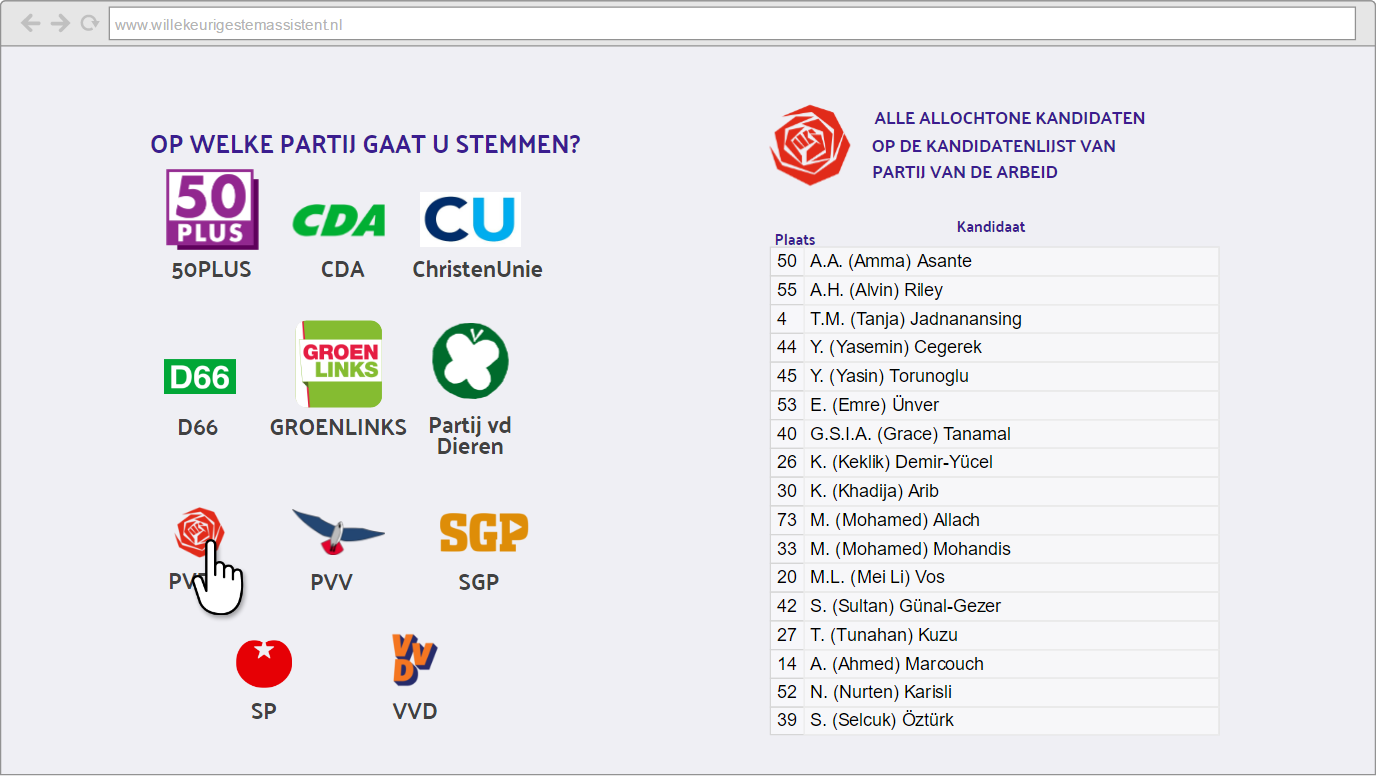 www.willekeurigestemassistent.nl
OP WELKE PARTIJ GAAT U STEMMEN?
50
PLUS
CDA
CU
50PLUS
CDA
ChristenUnie
D66
GROEN
LINKS
D66
GROENLINKS
Partij vd
Dieren
SGP
PVV
SGP
VVD
SP
VVD
ALLE ALLOCHTONE KANDIDATEN
OP DE KANDIDATENLIJST VAN
PARTIJ VAN DE ARBEID
Plaats Kandidaat
50 A.A. (Amma) Asante
55 A.H. (Alvin) Riley
4 T.M. (Tanja) Jadnanansing
44 Y. (Yasemin) Cegerek
45 Y. (Yasin) Torunoglu
53 E. (Emre) Ünver
40 G.S.I.A. (Grace) Tanamal
26 K. (Keklik) Demir-Yücel
30 K. (Khadija) Arib
73 M. (Mohamed) Allach
33 M. (Mohamed) Mohandis
20 M.L. (Mei Li) Vos
42 S. (Sultan) Günal-Gezer
27 T. (Tunahan) Kuzu
14 A. (Ahmed) Marcouch
52 N. (Nurten) Karisli
39 S. (Selcuk) Öztürk